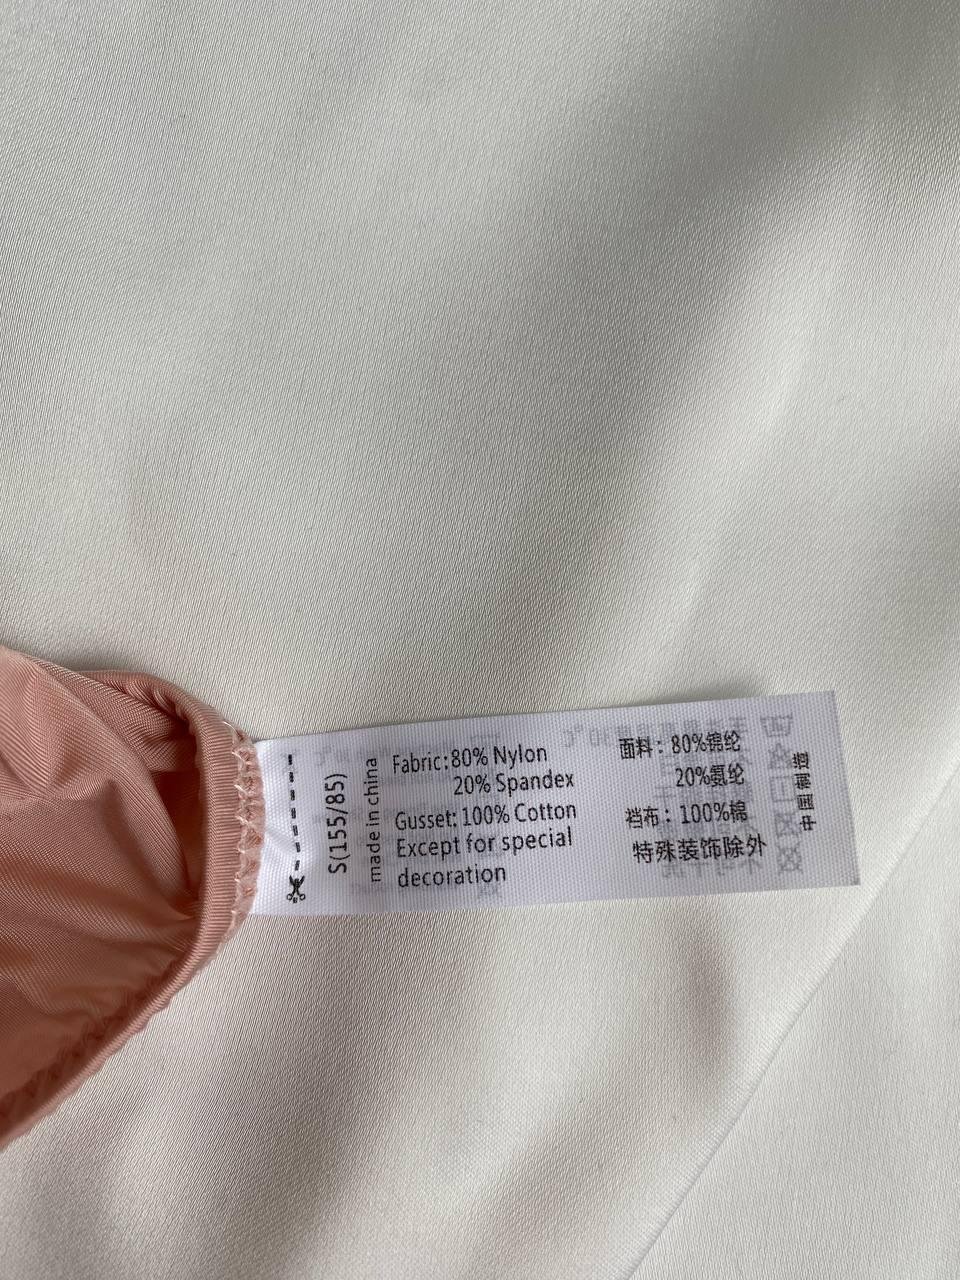 S(155/85)
made in china
Fabric:80% Nylon
20% Spandex
Gusset: 100% Cotton
Except for special
decoration
面料：80%锦纶
20%氨纶
裆布：100%棉
特殊装饰除外
中国制造